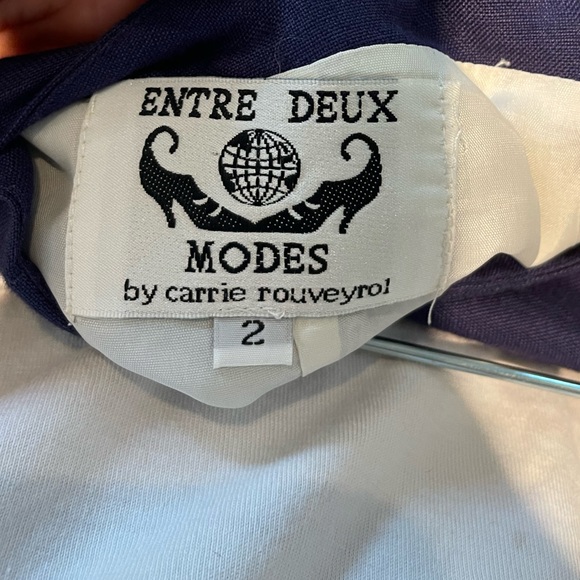 ENTRE DEUX
MODES
by carrie rouveyrol
2